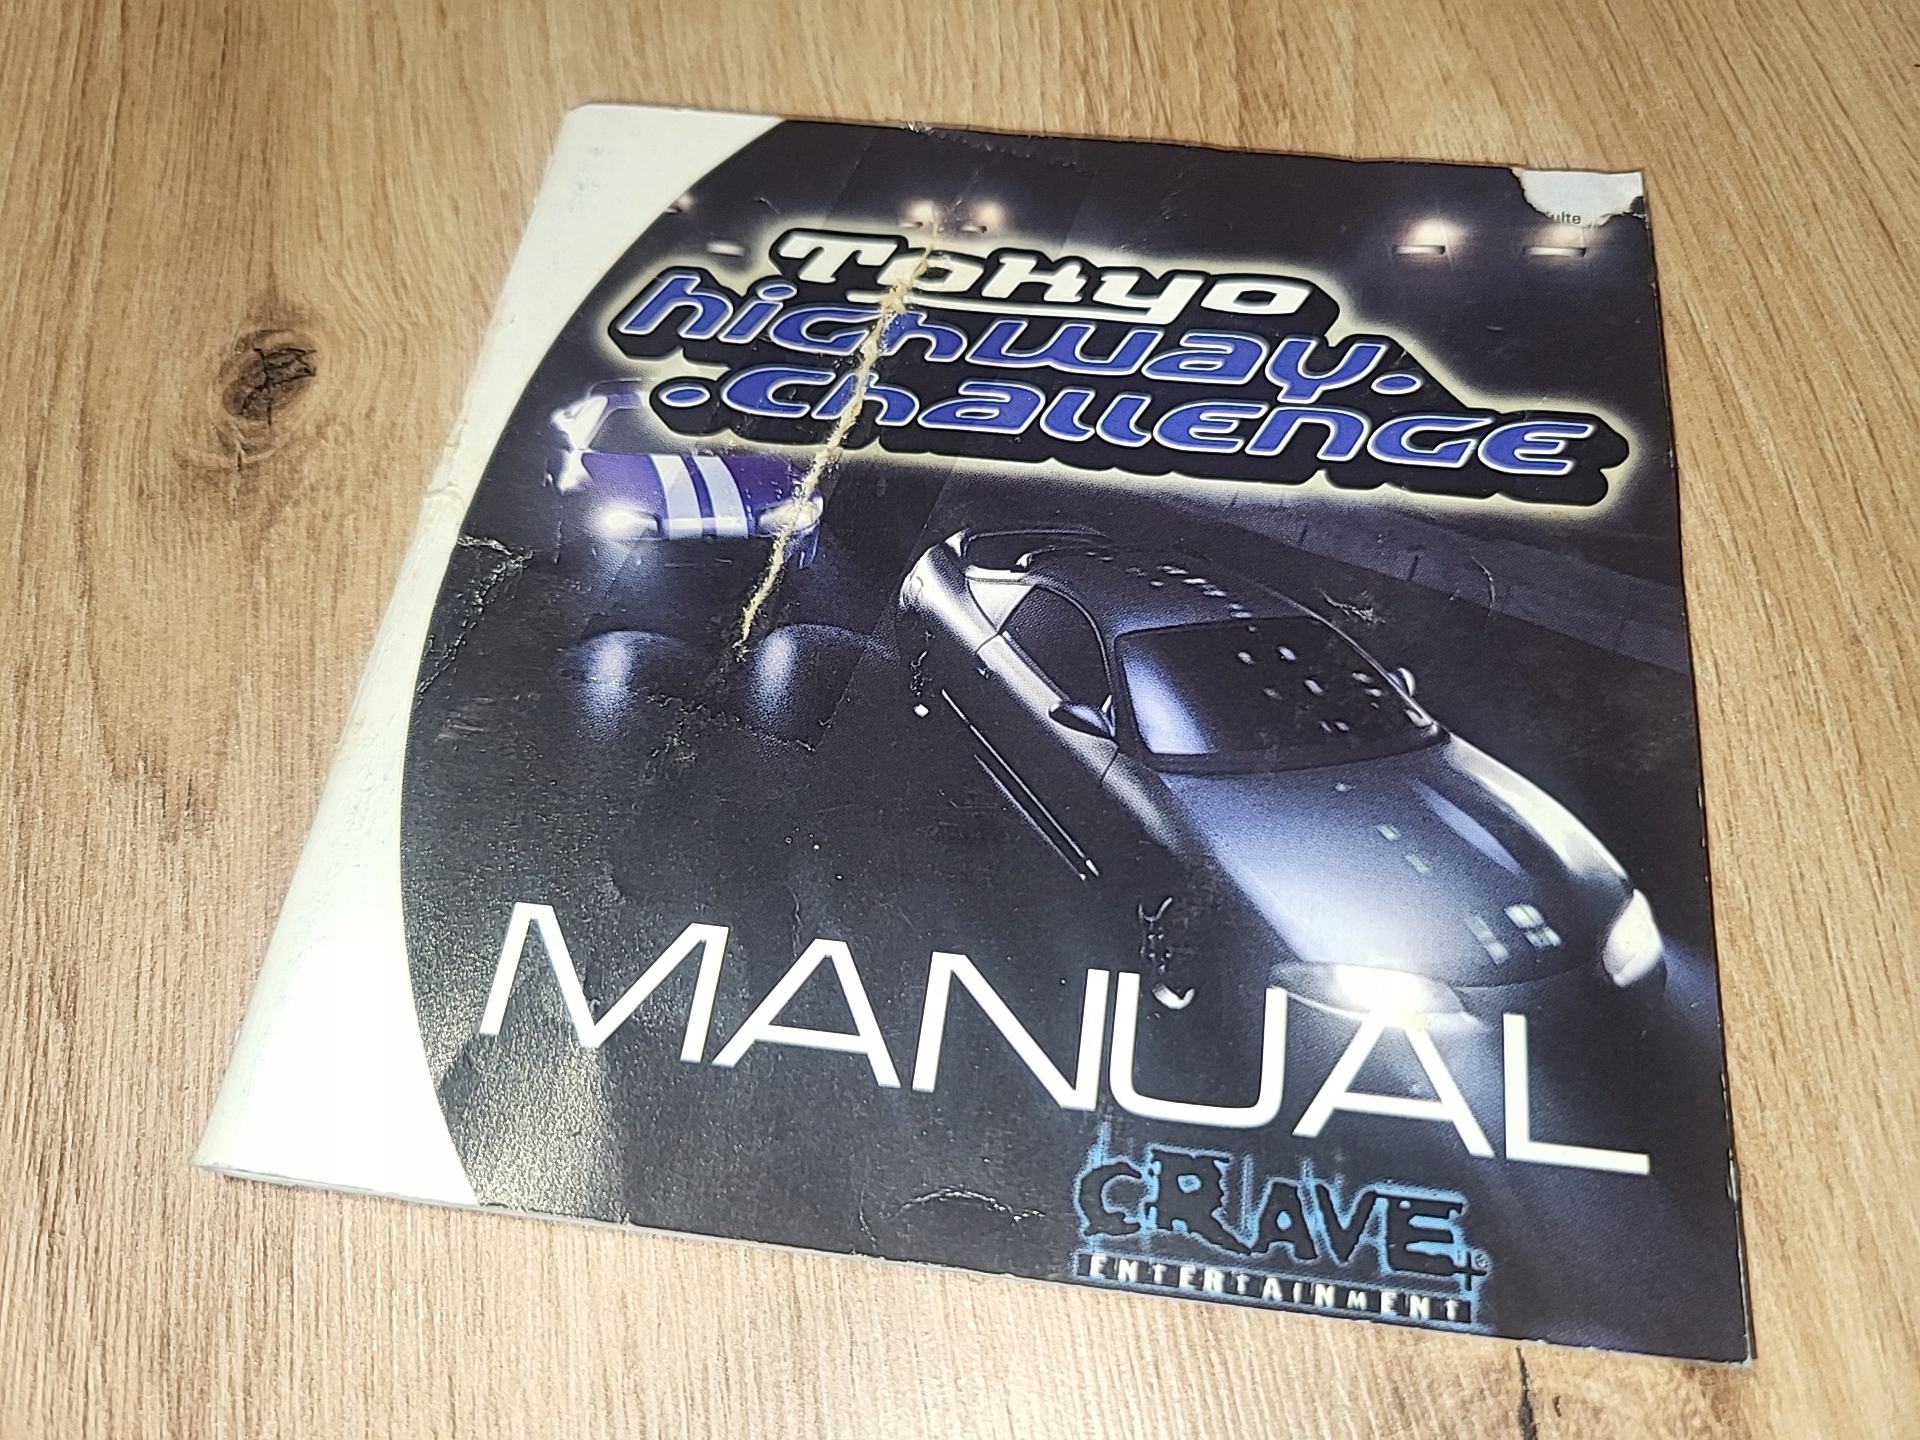 Tokyo
highway
challenge
MANUAL
CRAVE
ENTERTAINMENT